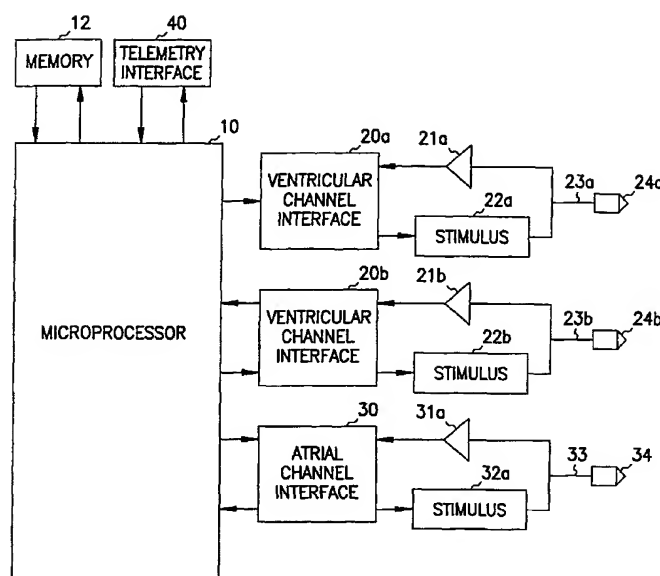 12
40
MEMORY
TELEMETRY
INTERFACE
10
MICROPROCESSOR
20a
VENTRICULAR
CHANNEL
INTERFACE
21a
22a
STIMULUS
23a
24a
20b
VENTRICULAR
CHANNEL
INTERFACE
21b
22b
STIMULUS
23b
24b
30
ATRIAL
CHANNEL
INTERFACE
31a
32a
STIMULUS
33
34